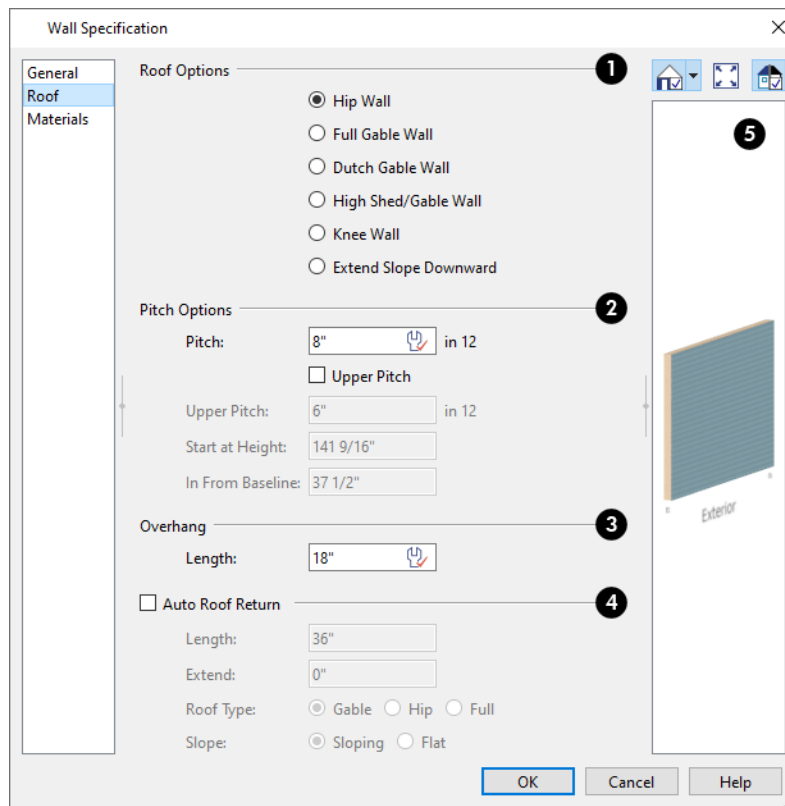 Wall Specification
General
Roof
Materials
Roof Options
1
Hip Wall
Full Gable Wall
Dutch Gable Wall
High Shed/Gable Wall
Knee Wall
Extend Slope Downward
Pitch Options
2
Pitch: 8" in 12
Upper Pitch
Upper Pitch: 6" in 12
Start at Height: 141 9/16"
In From Baseline: 37 1/2"
Overhang
3
Length: 18"
Auto Roof Return
4
Length: 36"
Extend: 0"
Roof Type: Gable Hip Full
Slope: Sloping Flat
5
Exterior
OK Cancel Help